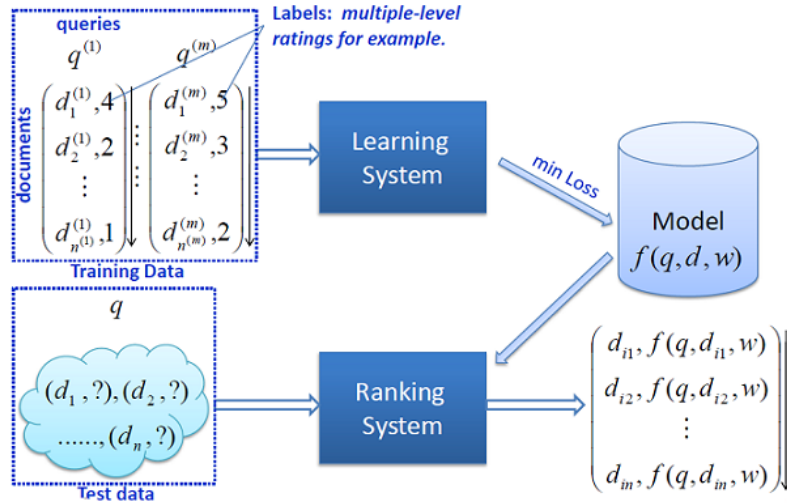 queries
Labels: multiple-level
ratings for example.
q^{(1)} q^{(m)}
documents
d_1^{(1)},4 d_1^{(m)},5
d_2^{(1)},2 ⋮ ⋮ d_2^{(m)},3
⋮ ⋮
d_{n^{(1)}}^{(1)},1 d_{n^{(m)}}^{(m)},2
Training Data
Learning
System
min Loss
Model
f(q,d,w)
q
(d_1,?),(d_2,?)
......,(d_n,?)
Test data
Ranking
System
d_{i1},f(q,d_{i1},w)
d_{i2},f(q,d_{i2},w)
⋮
d_{in},f(q,d_{in},w)